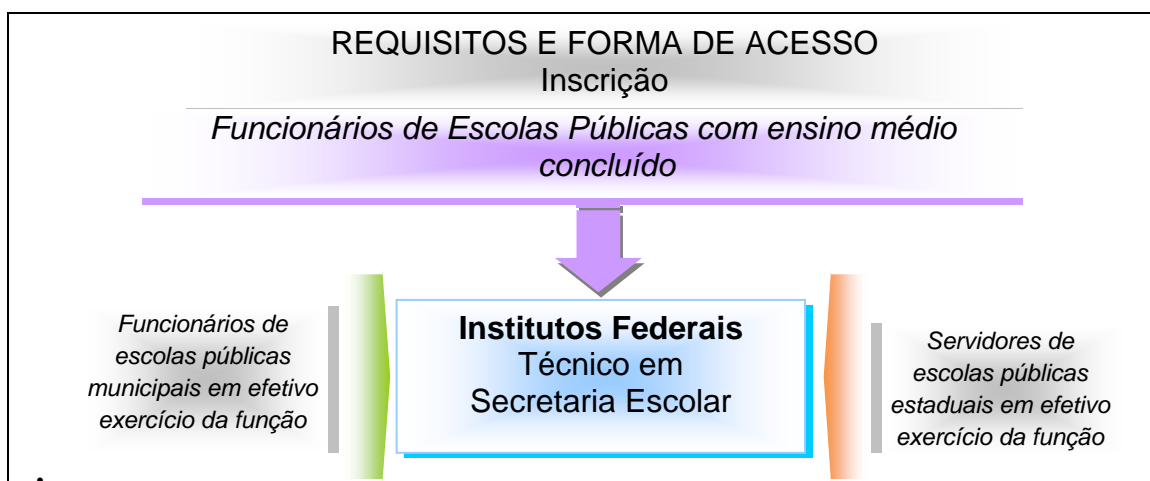 REQUISITOS E FORMA DE ACESSO
Inscrição
Funcionários de Escolas Públicas com ensino médio
concluído
Funcionários de
escolas públicas
municipais em efetivo
exercício da função
Institutos Federais
Técnico em
Secretaria Escolar
Servidores de
escolas públicas
estaduais em efetivo
exercício da função